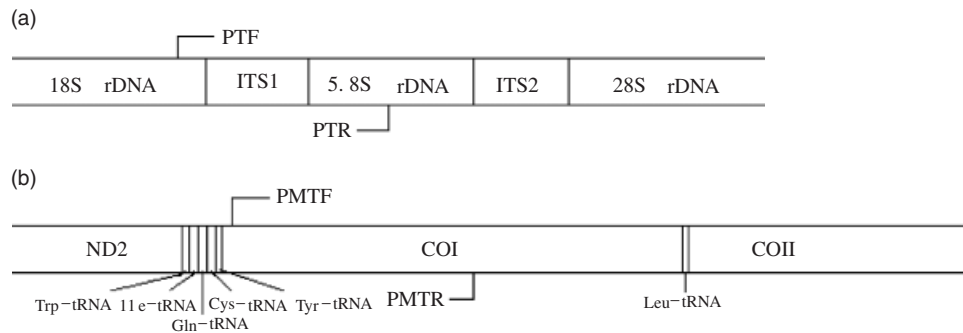 (a)
PTF
18S rDNA ITS1 5. 8S rDNA ITS2 28S rDNA
PTR
(b)
PMTF
ND2 COI COII
Trp−tRNA 11 e−tRNA Cys−tRNA Tyr−tRNA PMTR Leu−tRNA
Gln−tRNA